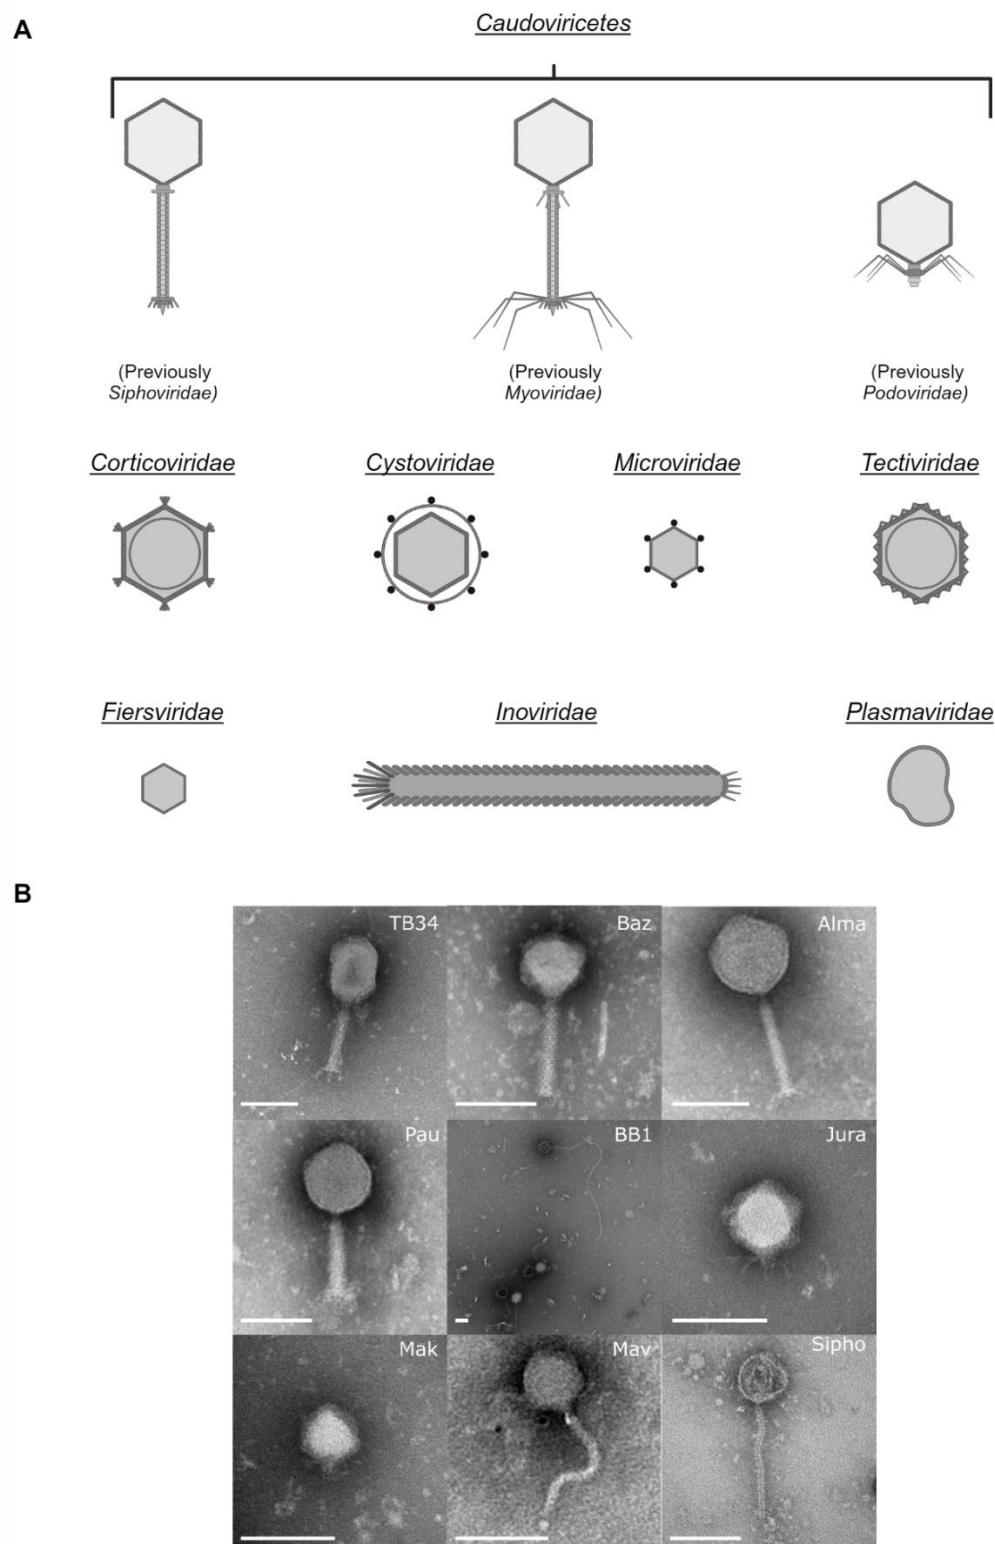 A
Caudoviricetes
(Previously Siphoviridae)
(Previously Myoviridae)
(Previously Podoviridae)
Corticoviridae Cystoviridae Microviridae Tectiviridae
Fiersviridae Inoviridae Plasmaviridae
B
TB34 Baz Alma
Pau BB1 Jura
Mak Mav Sipho